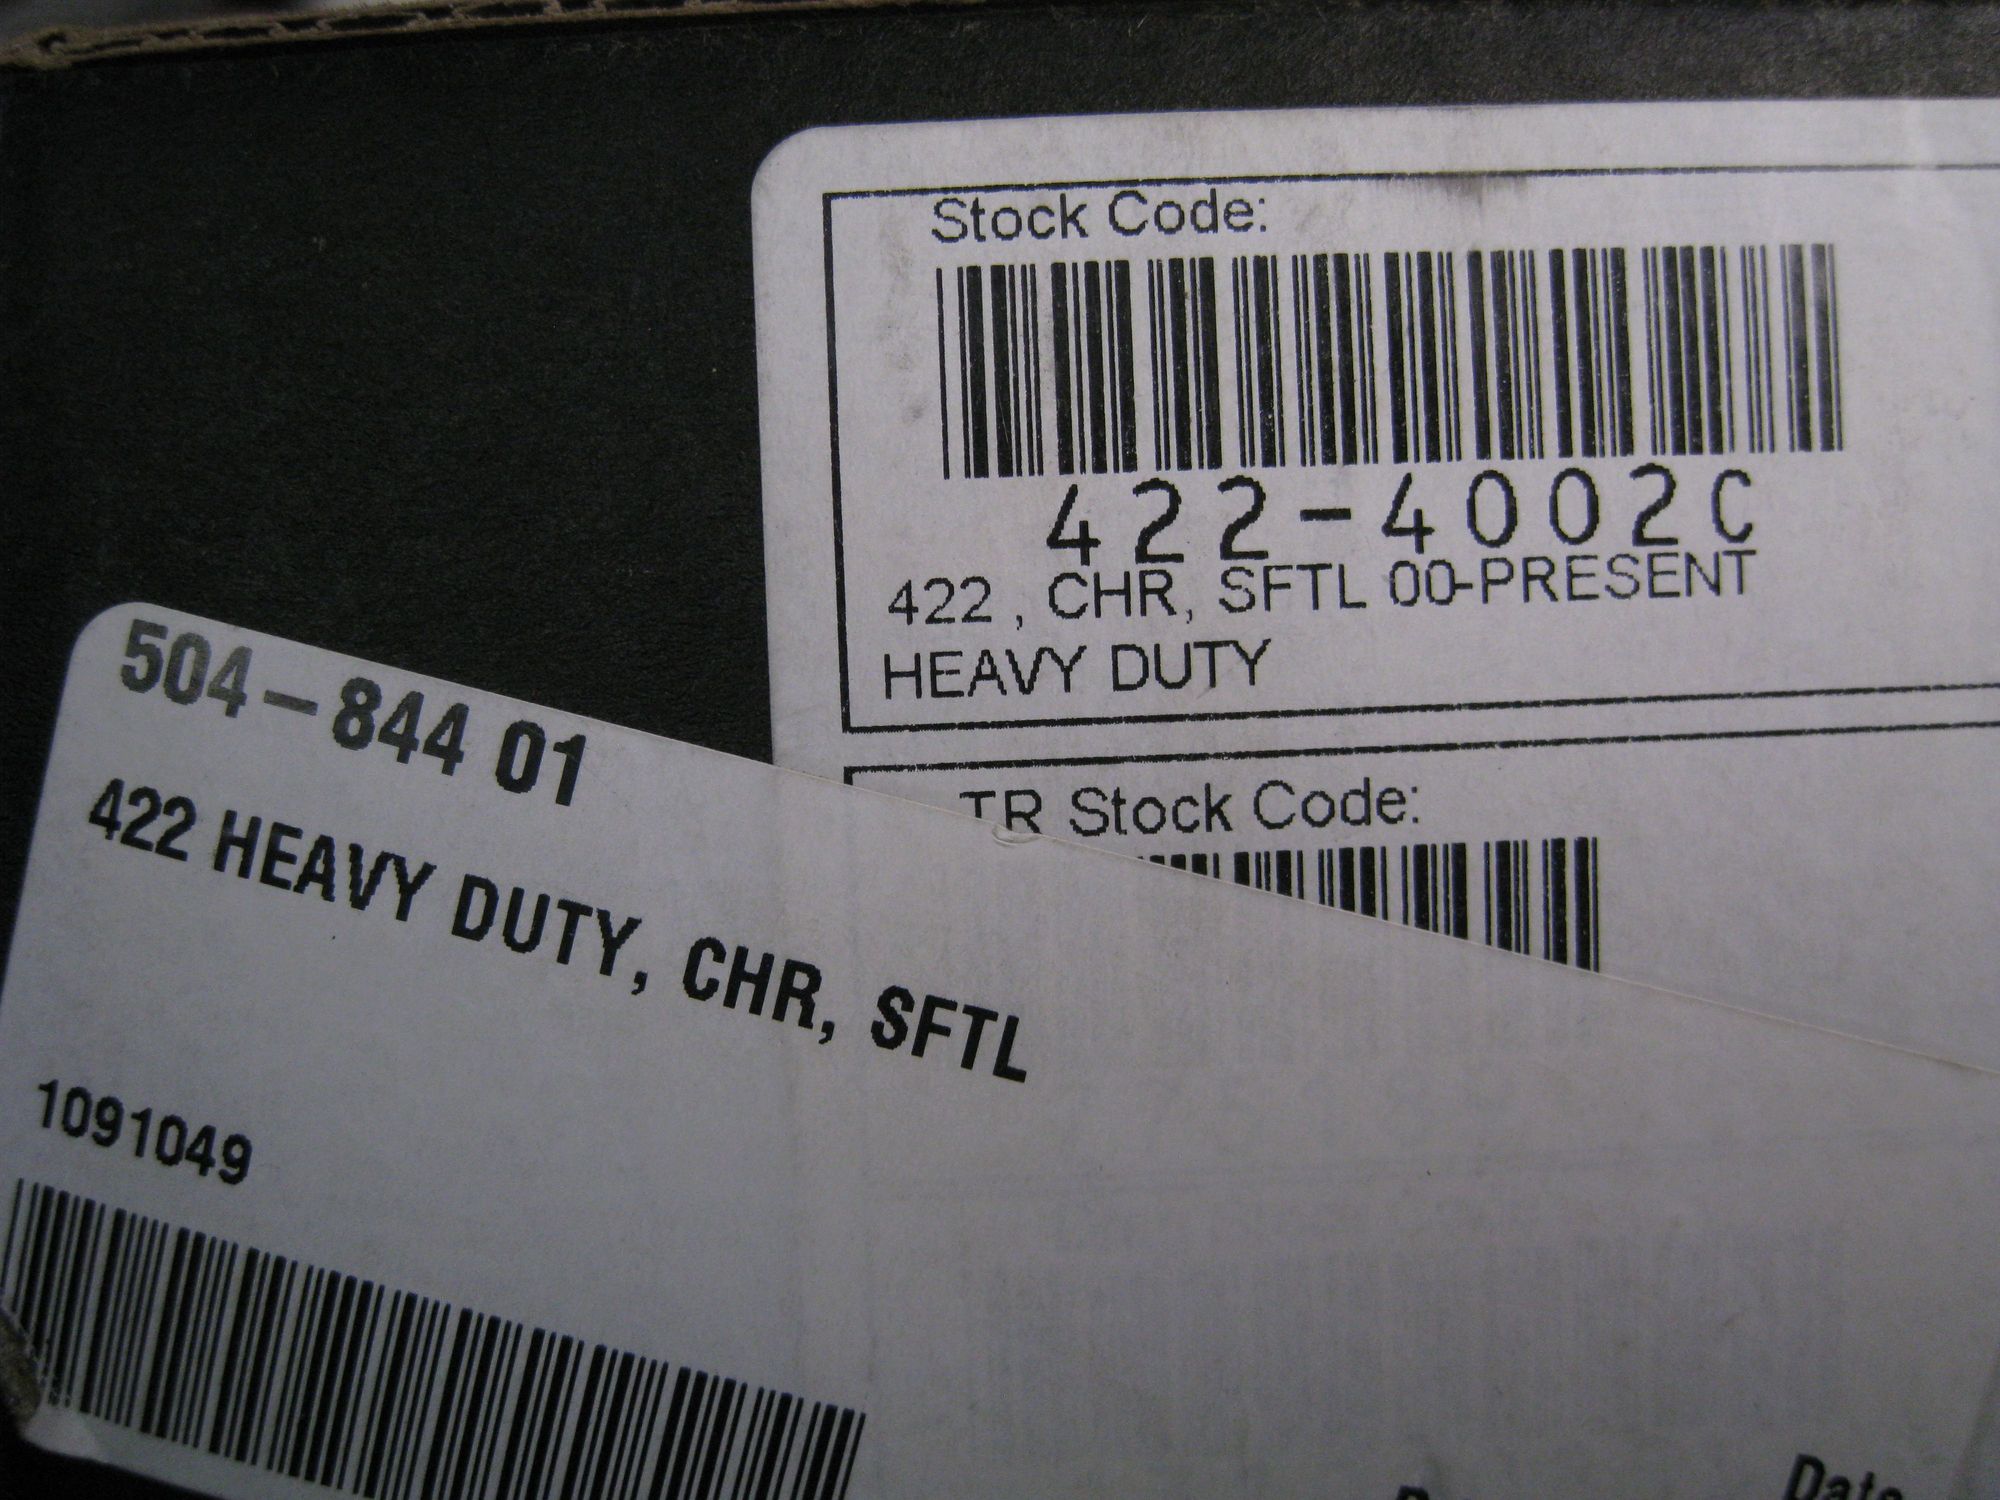 Stock Code:
422-4002C
422 , CHR, SFTL 00-PRESENT
HEAVY DUTY
TR Stock Code:
504-844 01
422 HEAVY DUTY, CHR, SFTL
1091049
Date